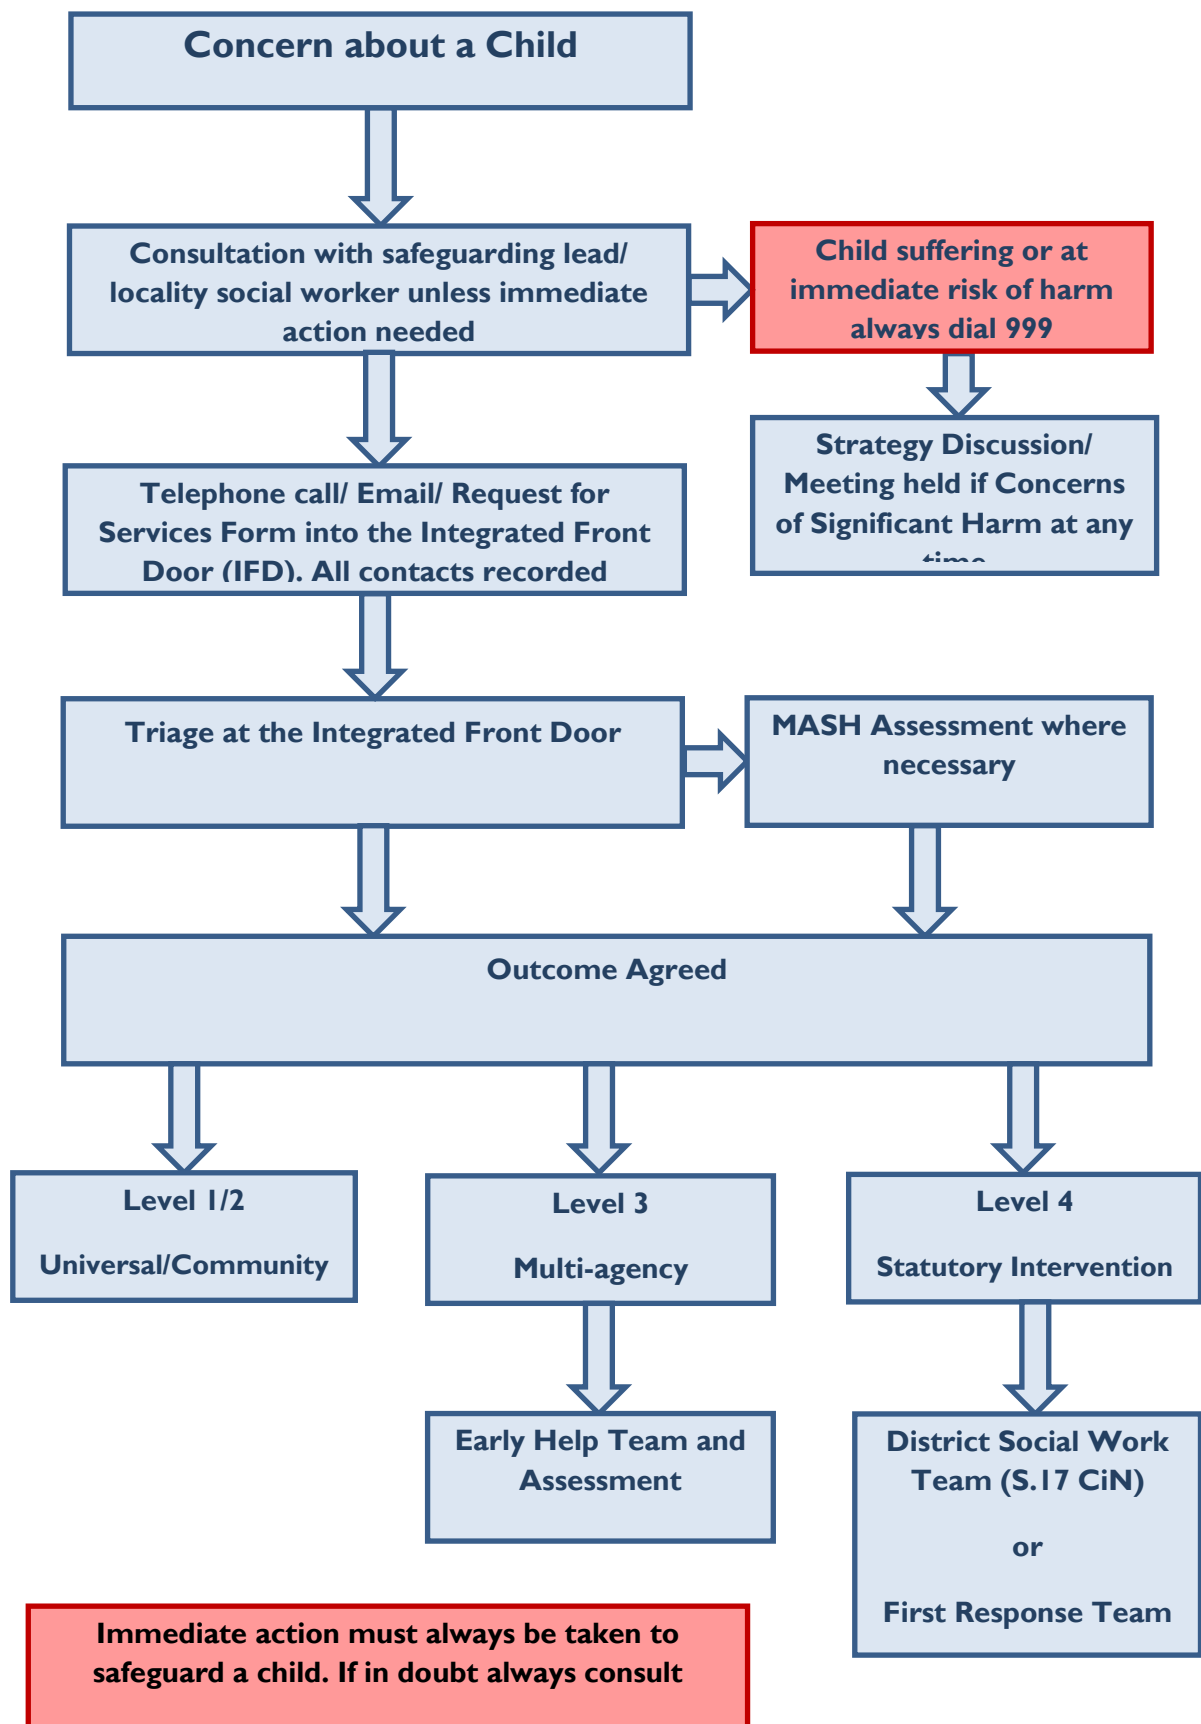 Concern about a Child
Consultation with safeguarding lead/
locality social worker unless immediate
action needed
Child suffering or at
immediate risk of harm
always dial 999
Telephone call/ Email/ Request for
Services Form into the Integrated Front
Door (IFD). All contacts recorded
Strategy Discussion/
Meeting held if Concerns
of Significant Harm at any
time
Triage at the Integrated Front Door
MASH Assessment where
necessary
Outcome Agreed
Level 1/2
Universal/Community
Level 3
Multi-agency
Level 4
Statutory Intervention
Early Help Team and
Assessment
District Social Work
Team (S.17 CiN)
or
First Response Team
Immediate action must always be taken to
safeguard a child. If in doubt always consult